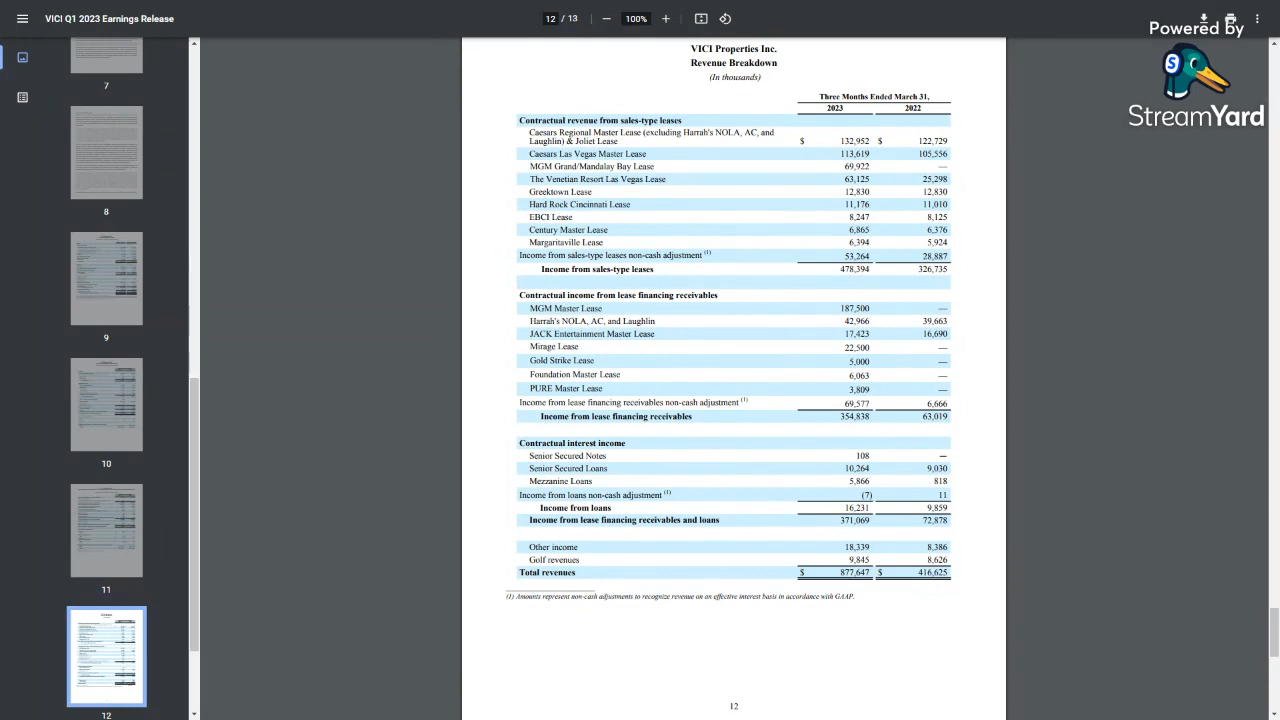 VICI Q1 2023 Earnings Release
12 / 13
100%
Powered by
StreamYard
7
8
9
10
11
12
VICI Properties Inc.
Revenue Breakdown
(In thousands)
Three Months Ended March 31,
2023 2022
Contractual revenue from sales-type leases
Caesars Regional Master Lease (excluding Harrah's NOLA, AC, and
Laughlin) & Joliet Lease $ 132,952 $ 122,729
Caesars Las Vegas Master Lease 113,619 105,556
MGM Grand/Mandalay Bay Lease 69,922 —
The Venetian Resort Las Vegas Lease 63,125 25,298
Greektown Lease 12,830 12,830
Hard Rock Cincinnati Lease 11,176 11,010
EBCI Lease 8,247 8,125
Century Master Lease 6,865 6,376
Margaritaville Lease 6,394 5,924
Income from sales-type leases non-cash adjustment (1) 53,264 28,887
Income from sales-type leases 478,394 326,735
Contractual income from lease financing receivables
MGM Master Lease 187,500 —
Harrah's NOLA, AC, and Laughlin 42,966 39,663
JACK Entertainment Master Lease 17,423 16,690
Mirage Lease 22,500 —
Gold Strike Lease 5,000 —
Foundation Master Lease 6,063 —
PURE Master Lease 3,809 —
Income from lease financing receivables non-cash adjustment (1) 69,577 6,666
Income from lease financing receivables 354,838 63,019
Contractual interest income
Senior Secured Notes 108 —
Senior Secured Loans 10,264 9,030
Mezzanine Loans 5,866 818
Income from loans non-cash adjustment (1) (7) 11
Income from loans 16,231 9,859
Income from lease financing receivables and loans 371,069 72,878
Other income 18,339 8,386
Golf revenues 9,845 8,626
Total revenues $ 877,647 $ 416,625
(1) Amounts represent non-cash adjustments to recognize revenue on an effective interest basis in accordance with GAAP.
12